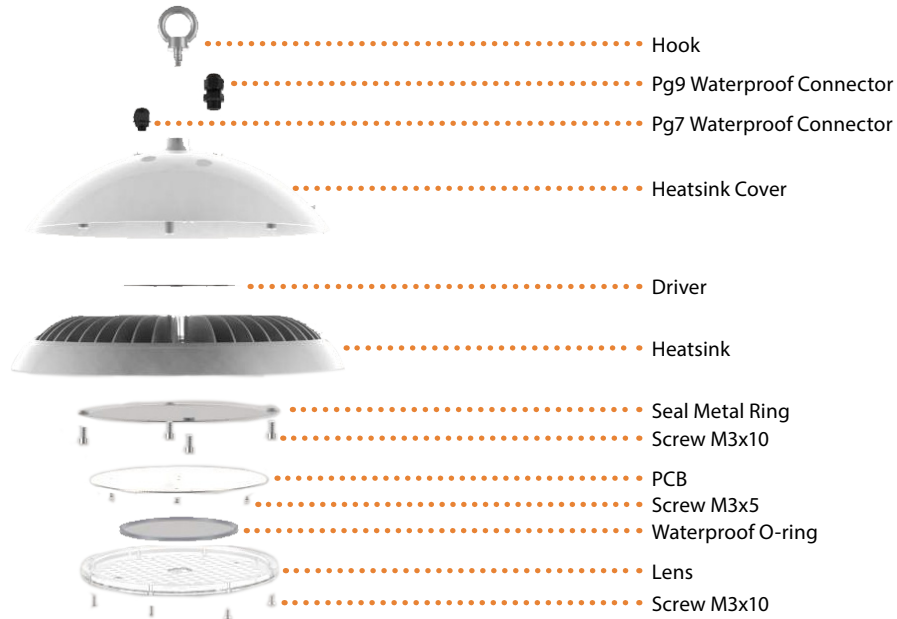 Hook
Pg9 Waterproof Connector
Pg7 Waterproof Connector
Heatsink Cover
Driver
Heatsink
Seal Metal Ring
Screw M3x10
PCB
Screw M3x5
Waterproof O-ring
Lens
Screw M3x10